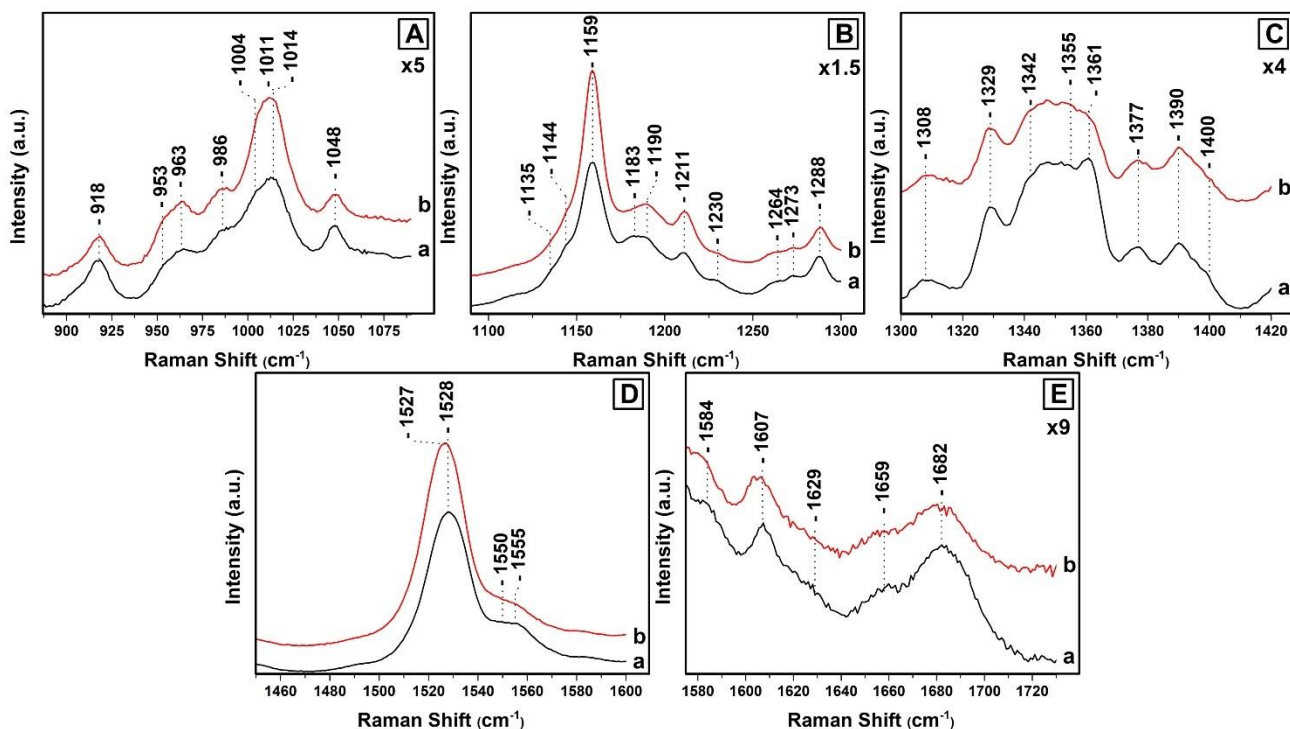 A
x5
918
953
963
986
1004
1011
1014
1048
b
a
Intensity (a.u.)
900 925 950 963 975 1000 1014 1025 1050 1075
Raman Shift (cm⁻¹)
B
x1.5
1135
1144
1159
1183
1190
1211
1230
1264
1273
1288
b
a
Intensity (a.u.)
1100 1150 1200 1250 1300
Raman Shift (cm⁻¹)
C
x4
1308
1329
1342
1355
1361
1377
1390
1400
b
a
Intensity (a.u.)
1300 1320 1340 1360 1380 1400 1420
Raman Shift (cm⁻¹)
D
1527
1528
1550
1555
b
a
Intensity (a.u.)
1460 1480 1500 1520 1540 1560 1580 1600
Raman Shift (cm⁻¹)
E
x9
1584
1607
1629
1659
1682
b
a
Intensity (a.u.)
1580 1600 1620 1640 1660 1680 1700 1720
Raman Shift (cm⁻¹)